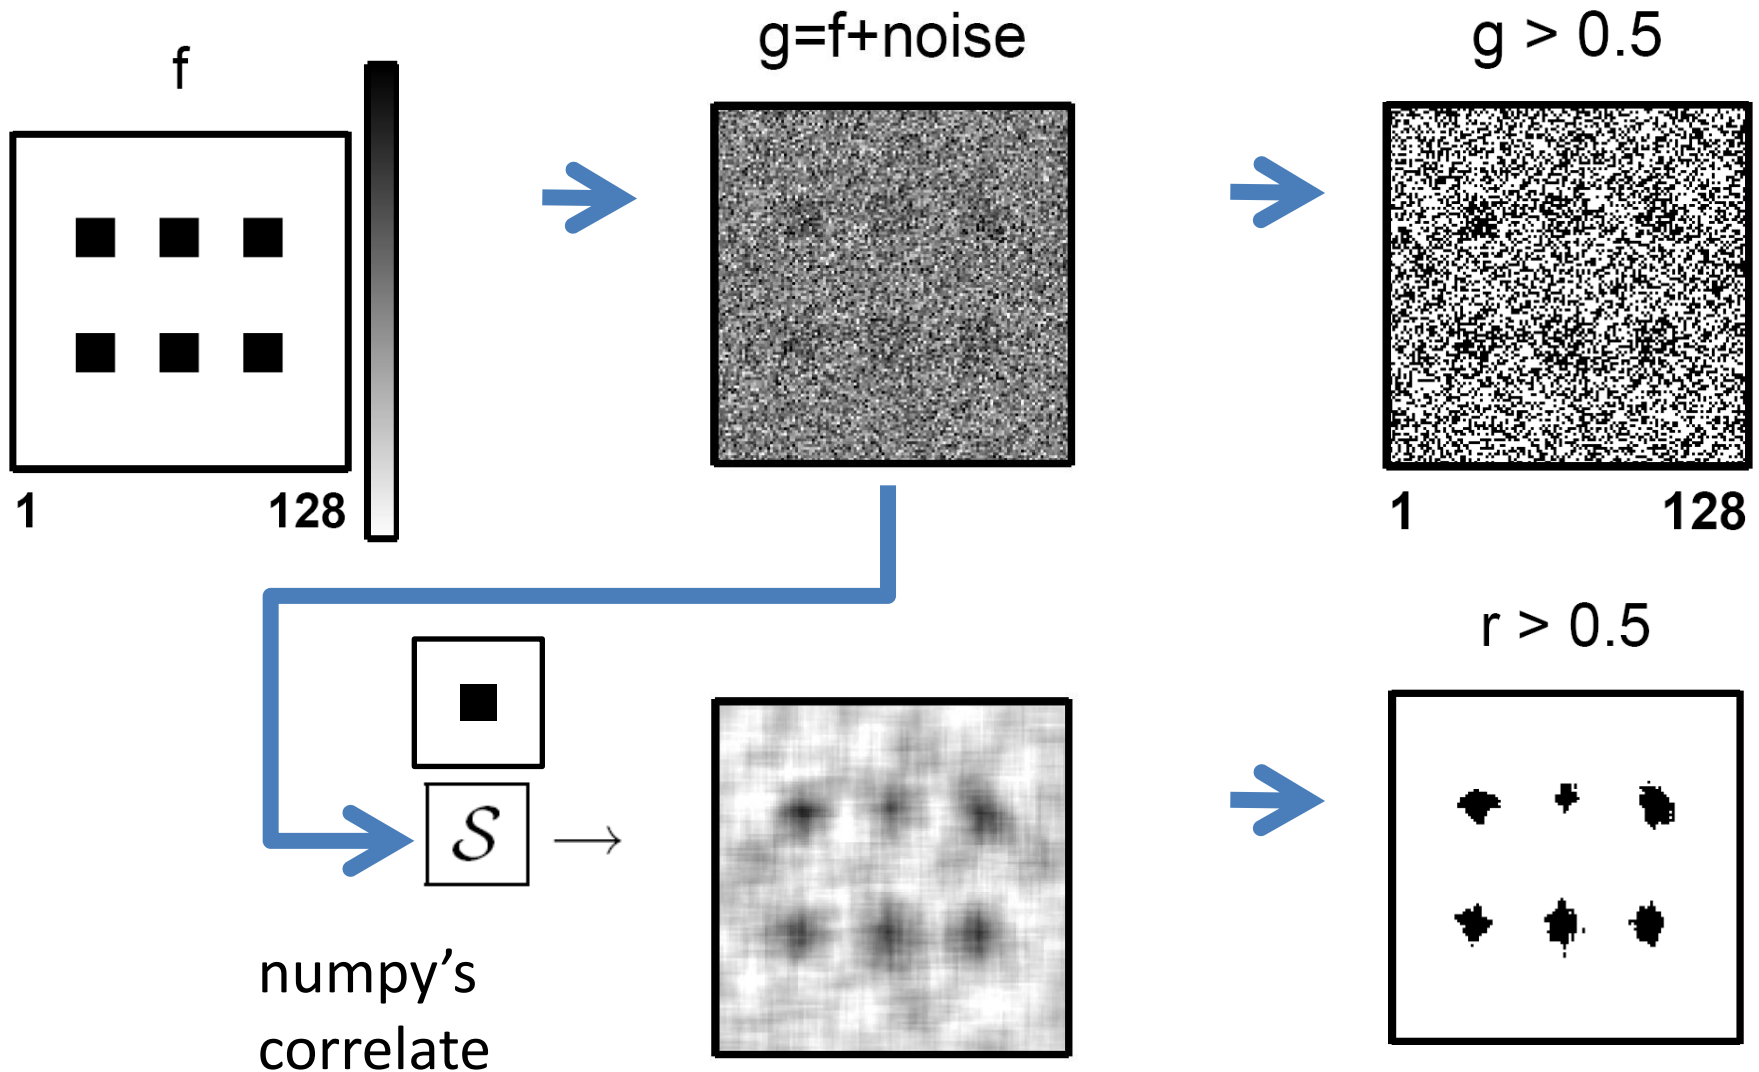 f
g=f+noise
g > 0.5
1 128
1 128
r > 0.5
𝒮
numpy’s
correlate